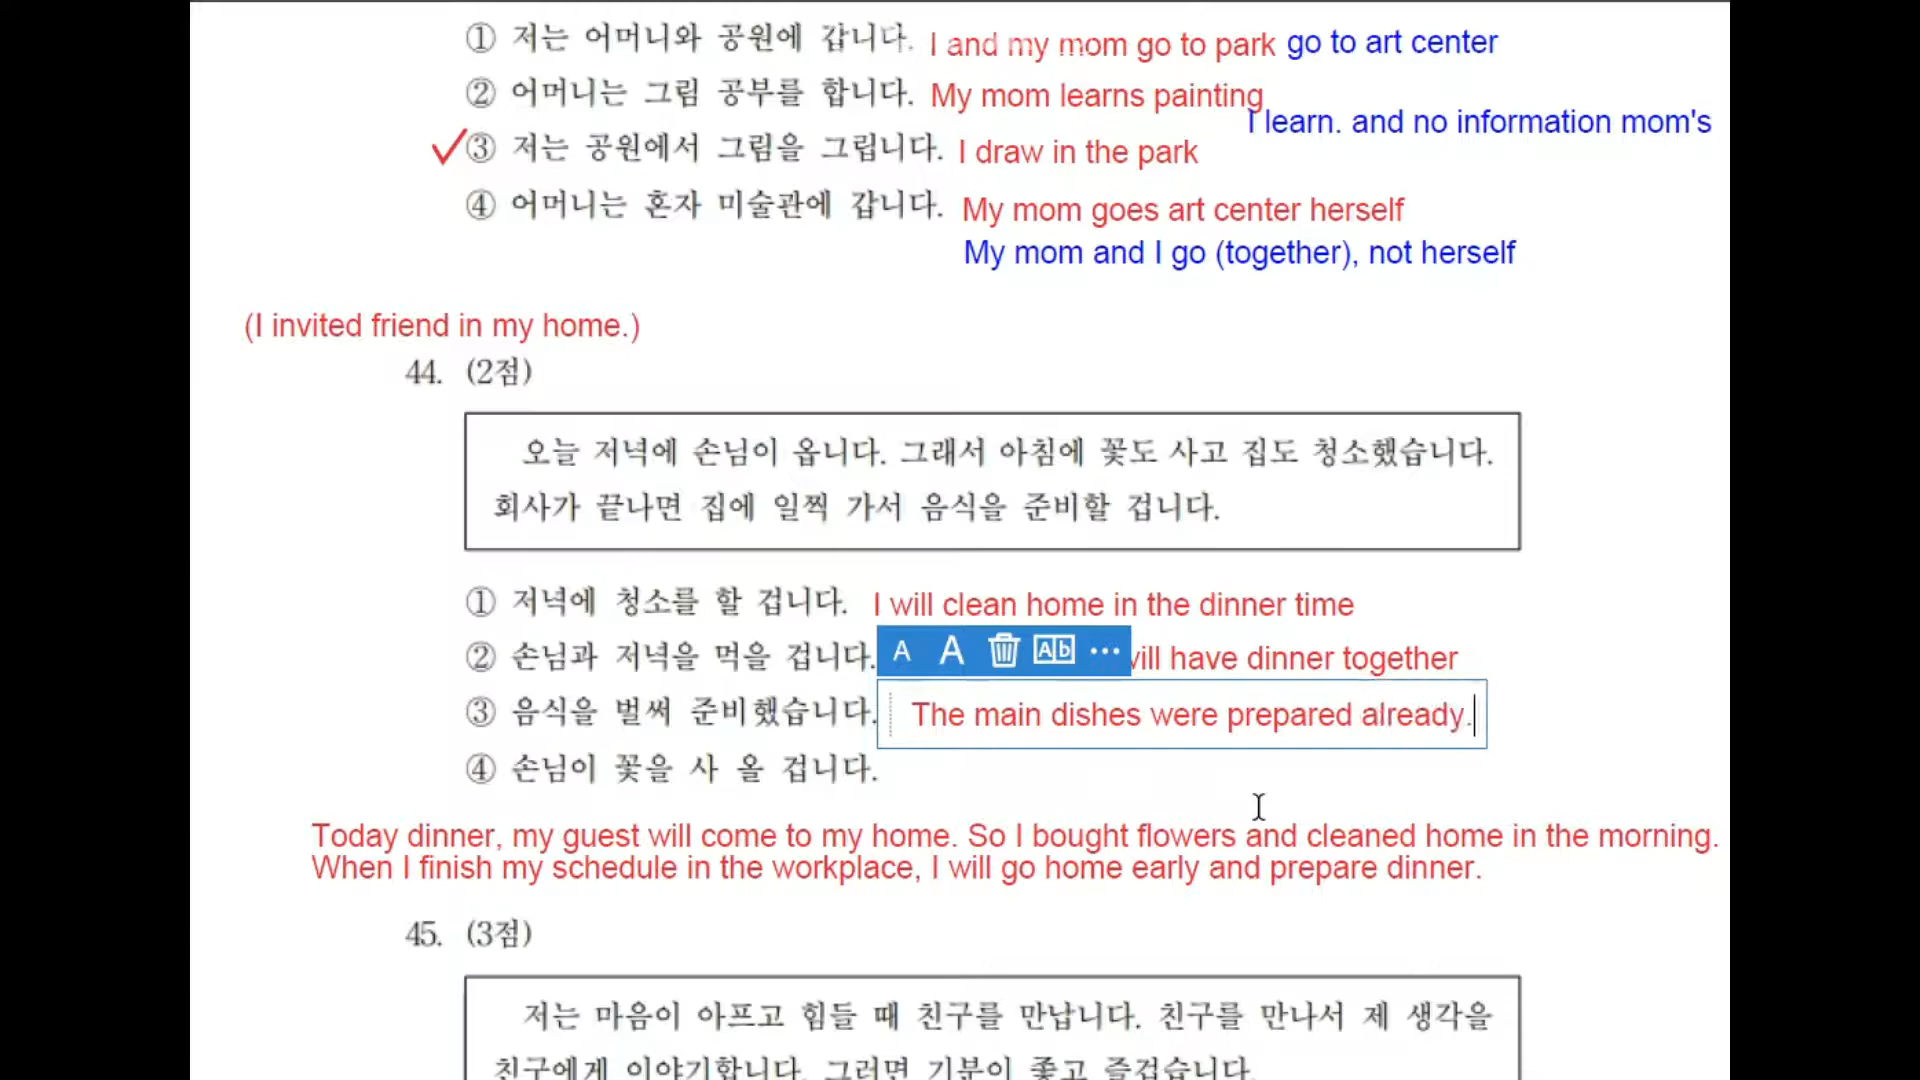 ① 저는 어머니와 공원에 갑니다. I and my mom go to park go to art center
② 어머니는 그림 공부를 합니다. My mom learns painting
I learn. and no information mom's
③ 저는 공원에서 그림을 그립니다. I draw in the park
④ 어머니는 혼자 미술관에 갑니다. My mom goes art center herself
My mom and I go (together), not herself
(I invited friend in my home.)
44. (2점)
오늘 저녁에 손님이 옵니다. 그래서 아침에 꽃도 사고 집도 청소했습니다.
회사가 끝나면 집에 일찍 가서 음식을 준비할 겁니다.
① 저녁에 청소를 할 겁니다. I will clean home in the dinner time
② 손님과 저녁을 먹을 겁니다. A A Ab will have dinner together
③ 음식을 벌써 준비했습니다. The main dishes were prepared already.
④ 손님이 꽃을 사 올 겁니다.
Today dinner, my guest will come to my home. So I bought flowers and cleaned home in the morning.
When I finish my schedule in the workplace, I will go home early and prepare dinner.
45. (3점)
저는 마음이 아프고 힘들 때 친구를 만납니다. 친구를 만나서 제 생각을
친구에게 이야기합니다. 그러면 기분이 좋고 즐겁습니다.